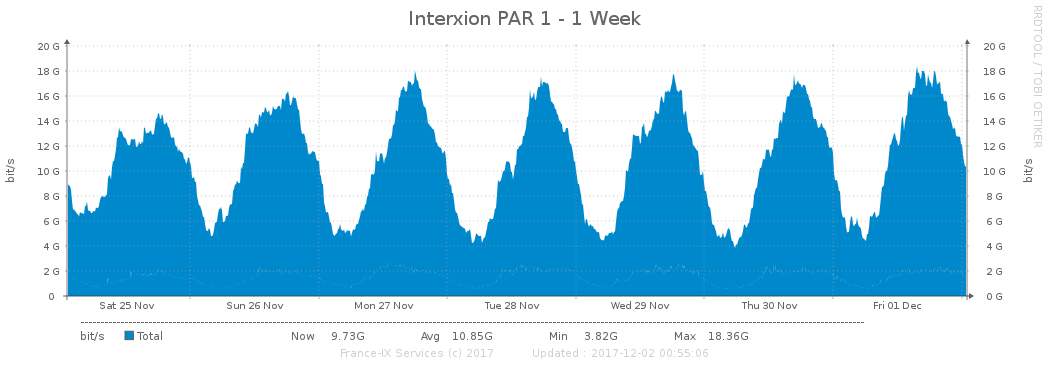 Interxion PAR 1 - 1 Week
RRDTOOL / TOBI OETIKER
20 G 20 G
18 G 18 G
16 G 16 G
14 G 14 G
12 G 12 G
10 G 10 G
8 G 8 G
6 G 6 G
4 G 4 G
2 G 2 G
0 0 G
bit/s bit/s
Sat 25 Nov Sun 26 Nov Mon 27 Nov Tue 28 Nov Wed 29 Nov Thu 30 Nov Fri 01 Dec
bit/s Total Now 9.73G Avg 10.85G Min 3.82G Max 18.36G
France-IX Services (c) 2017 Updated : 2017-12-02 00:55:06